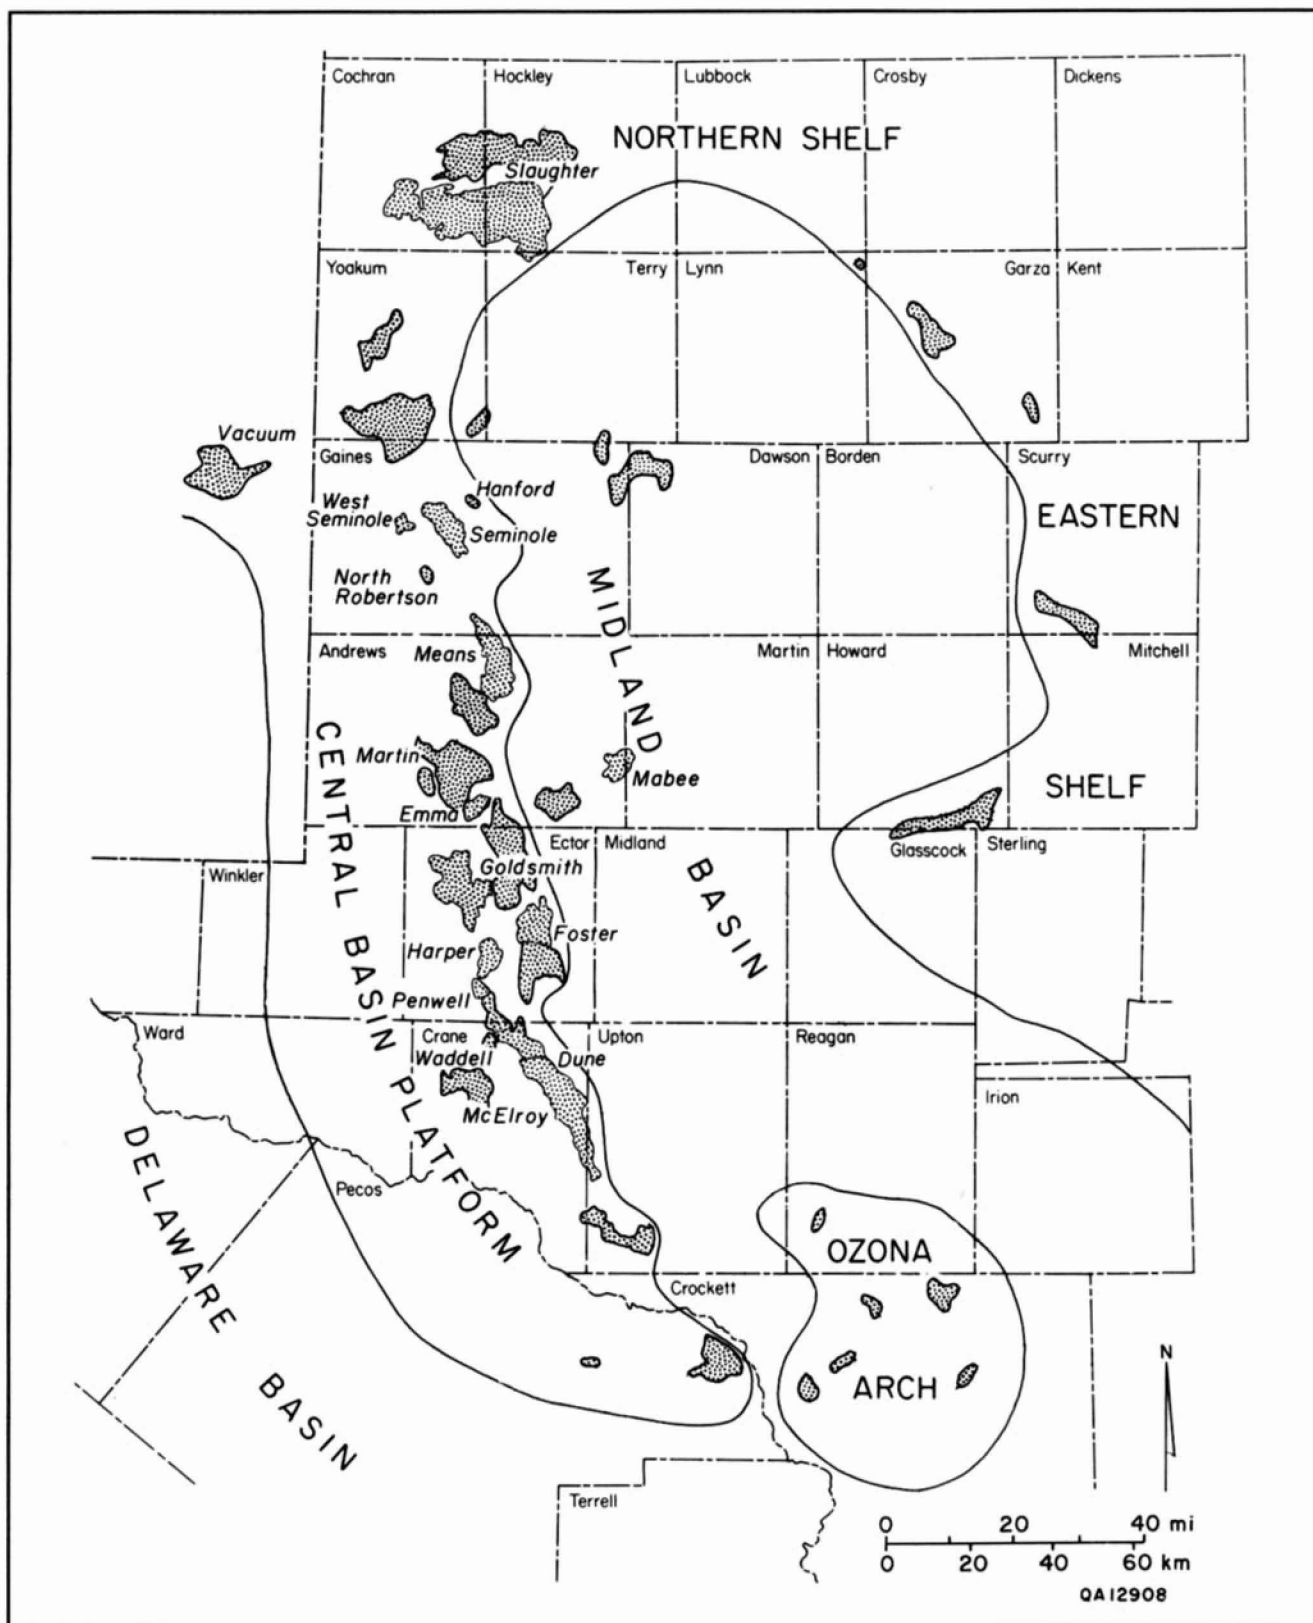 Cochran
Hockley
Lubbock
Crosby
Dickens
NORTHERN SHELF
Slaughter
Yoakum
Terry
Lynn
Garza
Kent
Vacuum
Gaines
Dawson
Borden
Scurry
Hanford
West
Seminole
Seminole
EASTERN
North
Robertson
MIDLAND
Andrews
Means
Martin
Howard
Mitchell
CENTRAL BASIN PLATFORM
Martin
Mabee
SHELF
Emma
Ector
Midland
Glasscock
Sterling
BASIN
Winkler
Goldsmith
Foster
Harper
Penwell
Ward
Crane
Upton
Reagan
Waddell
Dune
McElroy
Irion
DELAWARE BASIN
Pecos
OZONA
Crockett
ARCH
N
Terrell
0 20 40 mi
0 20 40 60 km
QA12908